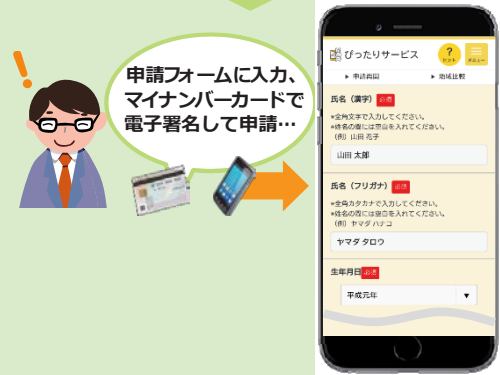 申請フォームに入力、
マイナンバーカードで
電子署名して申請…
ぴったりサービス
?
ヒント
メニュー
▶ 申請再開
▶ 地域比較
氏名（漢字） 必須
*全角文字で入力してください。
*姓名の間には空白を入れてください。
（例）山田 花子
山田 太郎
氏名（フリガナ） 必須
*全角カタカナで入力してください。
*姓名の間には空白を入れてください。
（例）ヤマダ ハナコ
ヤマダ タロウ
生年月日 必須
平成元年 ▼